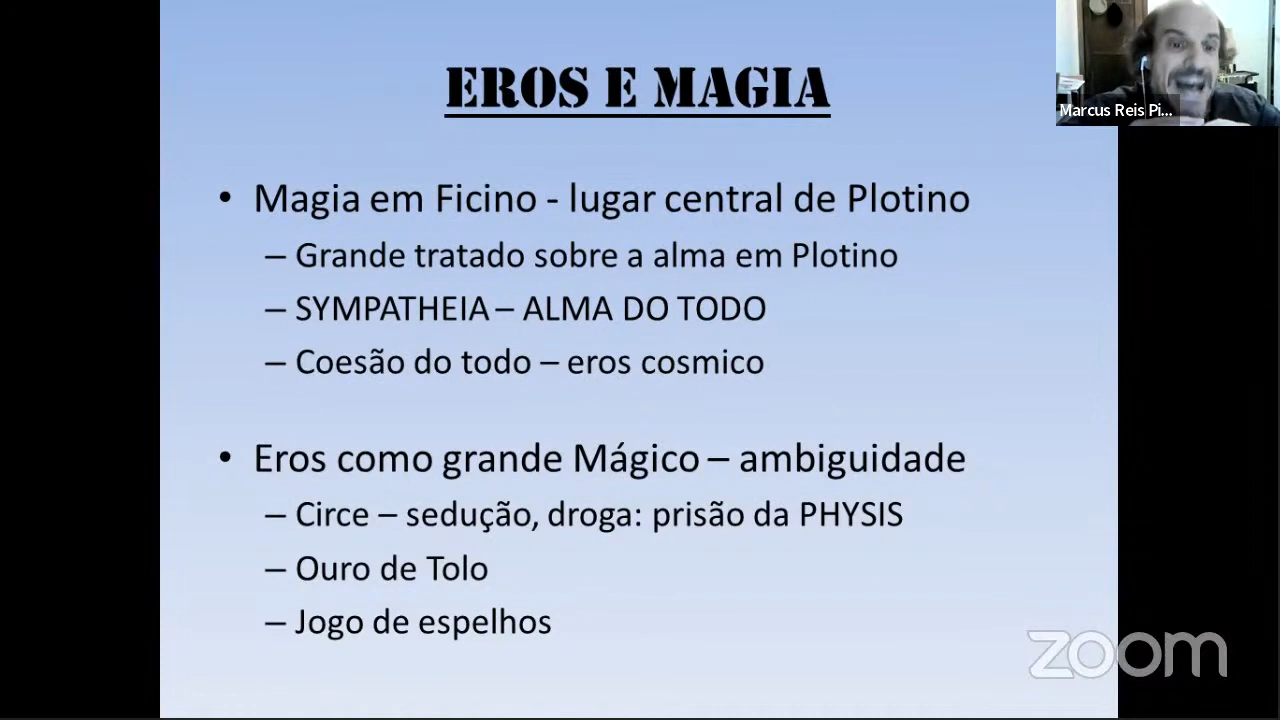 EROS E MAGIA
Marcus Reis Pi...
• Magia em Ficino - lugar central de Plotino
– Grande tratado sobre a alma em Plotino
– SYMPATHEIA – ALMA DO TODO
– Coesão do todo – eros cosmico
• Eros como grande Mágico – ambiguidade
– Circe – sedução, droga: prisão da PHYSIS
– Ouro de Tolo
– Jogo de espelhos
zoom